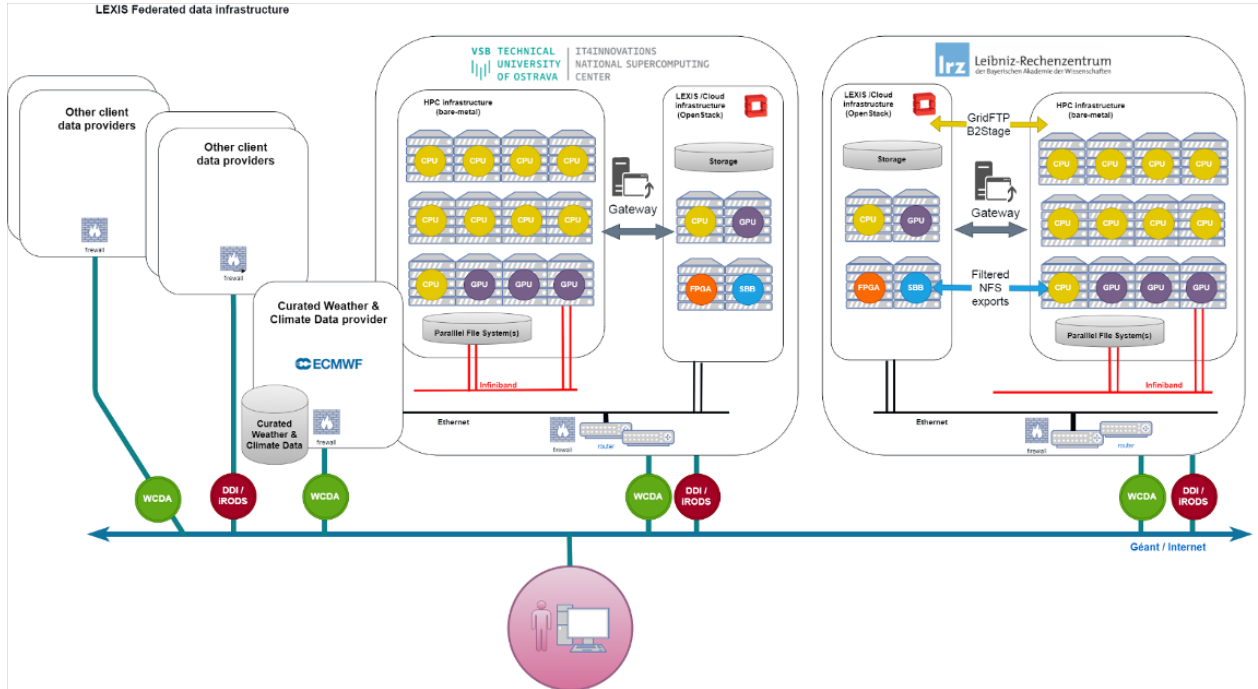 LEXIS Federated data infrastructure
Other client
data providers
firewall
Other client
data providers
firewall
Curated Weather &
Climate Data provider
ECMWF
Curated
Weather &
Climate Data
firewall
VSB TECHNICAL
UNIVERSITY
OF OSTRAVA
IT4INNOVATIONS
NATIONAL SUPERCOMPUTING
CENTER
HPC infrastructure
(bare-metal)
CPU CPU CPU CPU
CPU CPU CPU CPU
CPU GPU GPU GPU
Parallel File System(s)
Infiniband
Gateway
LEXIS /Cloud
infrastructure
(OpenStack)
Storage
CPU GPU
FPGA SBB
Ethernet
firewall
router
lrz
Leibniz-Rechenzentrum
der Bayerischen Akademie der Wissenschaften
LEXIS /Cloud
infrastructure
(OpenStack)
Storage
CPU GPU
FPGA SBB
GridFTP
B2Stage
Gateway
Filtered
NFS
exports
HPC infrastructure
(bare-metal)
CPU CPU CPU CPU
CPU CPU CPU CPU
CPU GPU GPU GPU
Parallel File System(s)
Infiniband
Ethernet
firewall
router
WCDA
DDI /
iRODS
WCDA
WCDA
DDI /
iRODS
WCDA
DDI /
iRODS
Géant / Internet